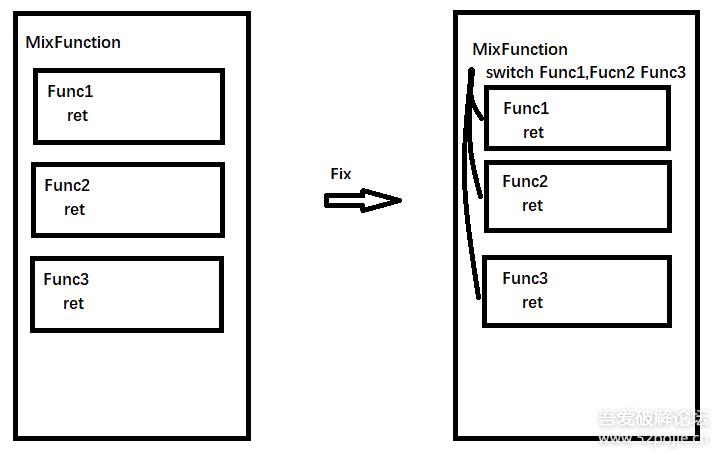 MixFunction
Func1
ret
Func2
ret
Func3
ret
Fix
MixFunction
switch Func1,Fucn2 Func3
Func1
ret
Func2
ret
Func3
ret
吾爱破解论坛
www.52pojie.cn